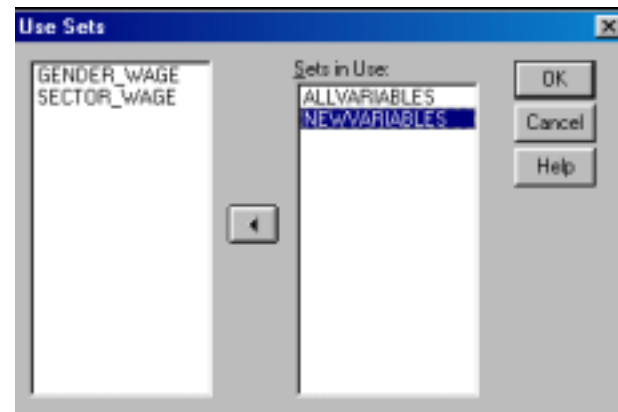 Use Sets
GENDER_WAGE
SECTOR_WAGE
Sets in Use:
ALLVARIABLES
NEWVARIABLES
OK
Cancel
Help